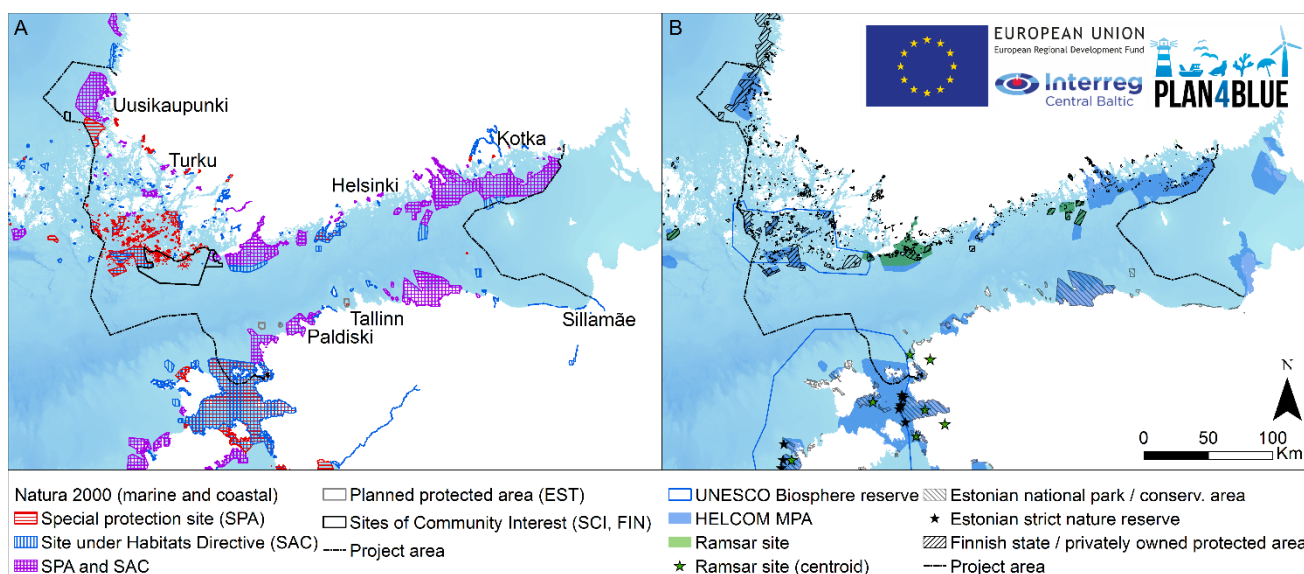 A
Uusikaupunki
Turku
Kotka
Helsinki
Tallinn
Paldiski
Sillamäe
B
EUROPEAN UNION
European Regional Development Fund
Interreg
Central Baltic
PLAN4BLUE
N
0 50 100
Km
Natura 2000 (marine and coastal)
Special protection site (SPA)
Site under Habitats Directive (SAC)
SPA and SAC
Planned protected area (EST)
Sites of Community Interest (SCI, FIN)
Project area
UNESCO Biosphere reserve
HELCOM MPA
Ramsar site
Ramsar site (centroid)
Estonian national park / conserv. area
Estonian strict nature reserve
Finnish state / privately owned protected area
Project area